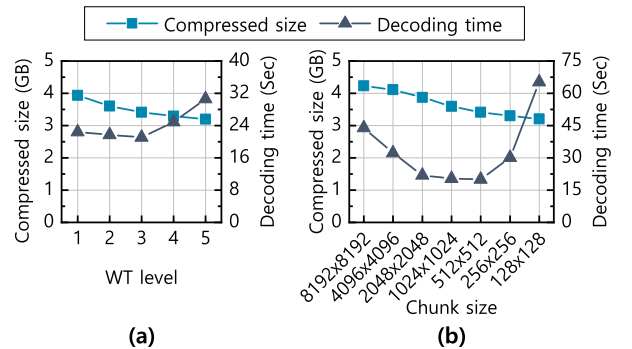 Compressed size Decoding time
Compressed size (GB)
5
4
3
2
1
0
40
32
24
16
8
0
Decoding time (Sec)
1 2 3 4 5
WT level
(a)
Compressed size (GB)
5
4
3
2
1
0
75
60
45
30
15
0
Decoding time (Sec)
8192x8192
4096x4096
2048x2048
1024x1024
512x512
256x256
128x128
Chunk size
(b)